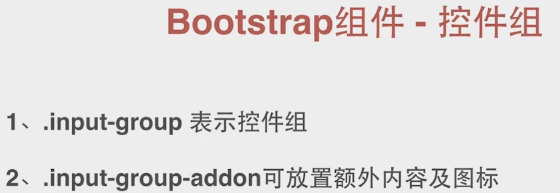 Bootstrap组件 - 控件组
1、.input-group 表示控件组
2、.input-group-addon可放置额外内容及图标